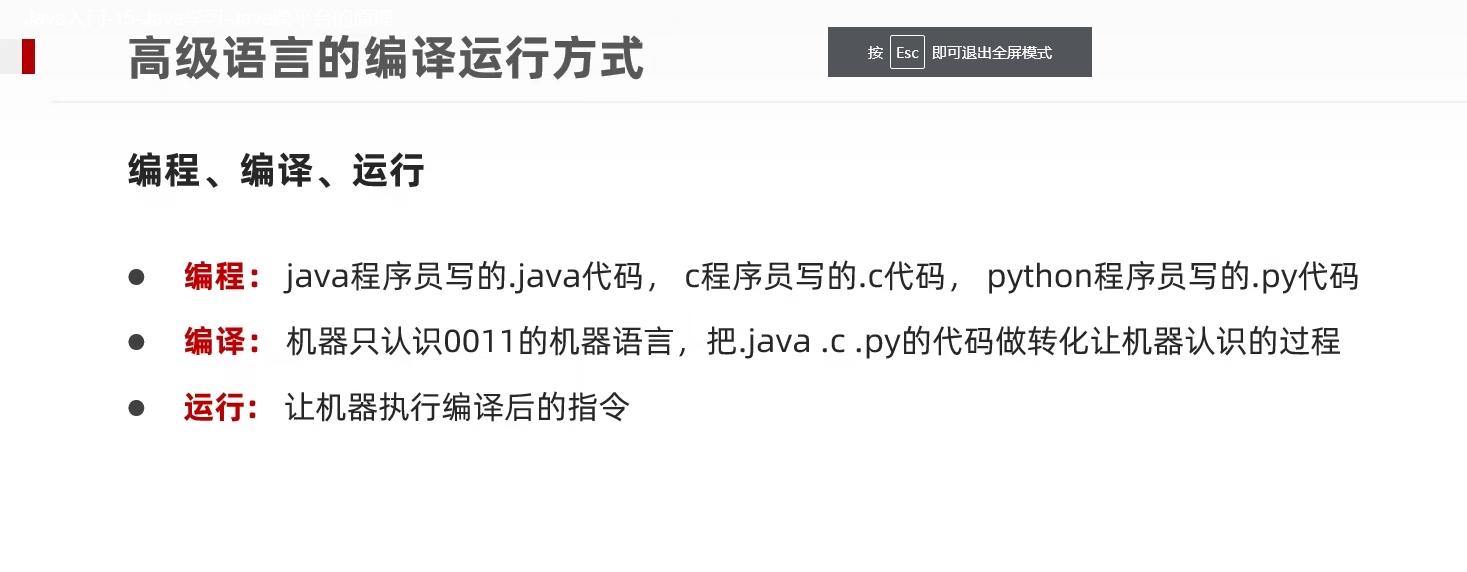 Java入门-15-Java学习-Java跨平台的原理
高级语言的编译运行方式
按 Esc 即可退出全屏模式
编程、编译、运行
● 编程： java程序员写的.java代码， c程序员写的.c代码， python程序员写的.py代码
● 编译： 机器只认识0011的机器语言，把.java .c .py的代码做转化让机器认识的过程
● 运行： 让机器执行编译后的指令